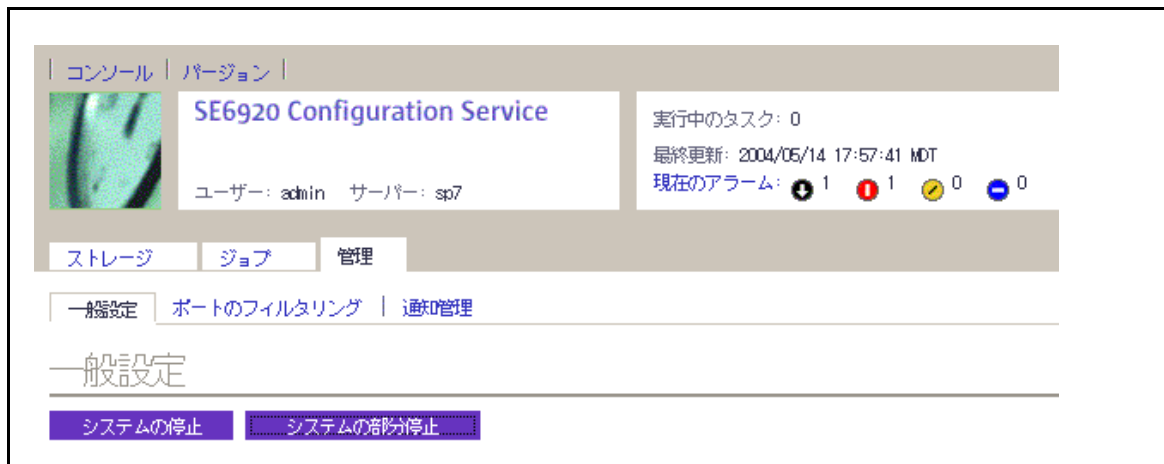 コンソール | バージョン |
SE6920 Configuration Service
ユーザー: admin サーバー: sp7
実行中のタスク: 0
最終更新: 2004/05/14 17:57:41 MDT
現在のアラーム: 1 1 0 0
ストレージ ジョブ 管理
一般設定 ポートのフィルタリング | 通知管理
一般設定
システムの停止 システムの部分停止